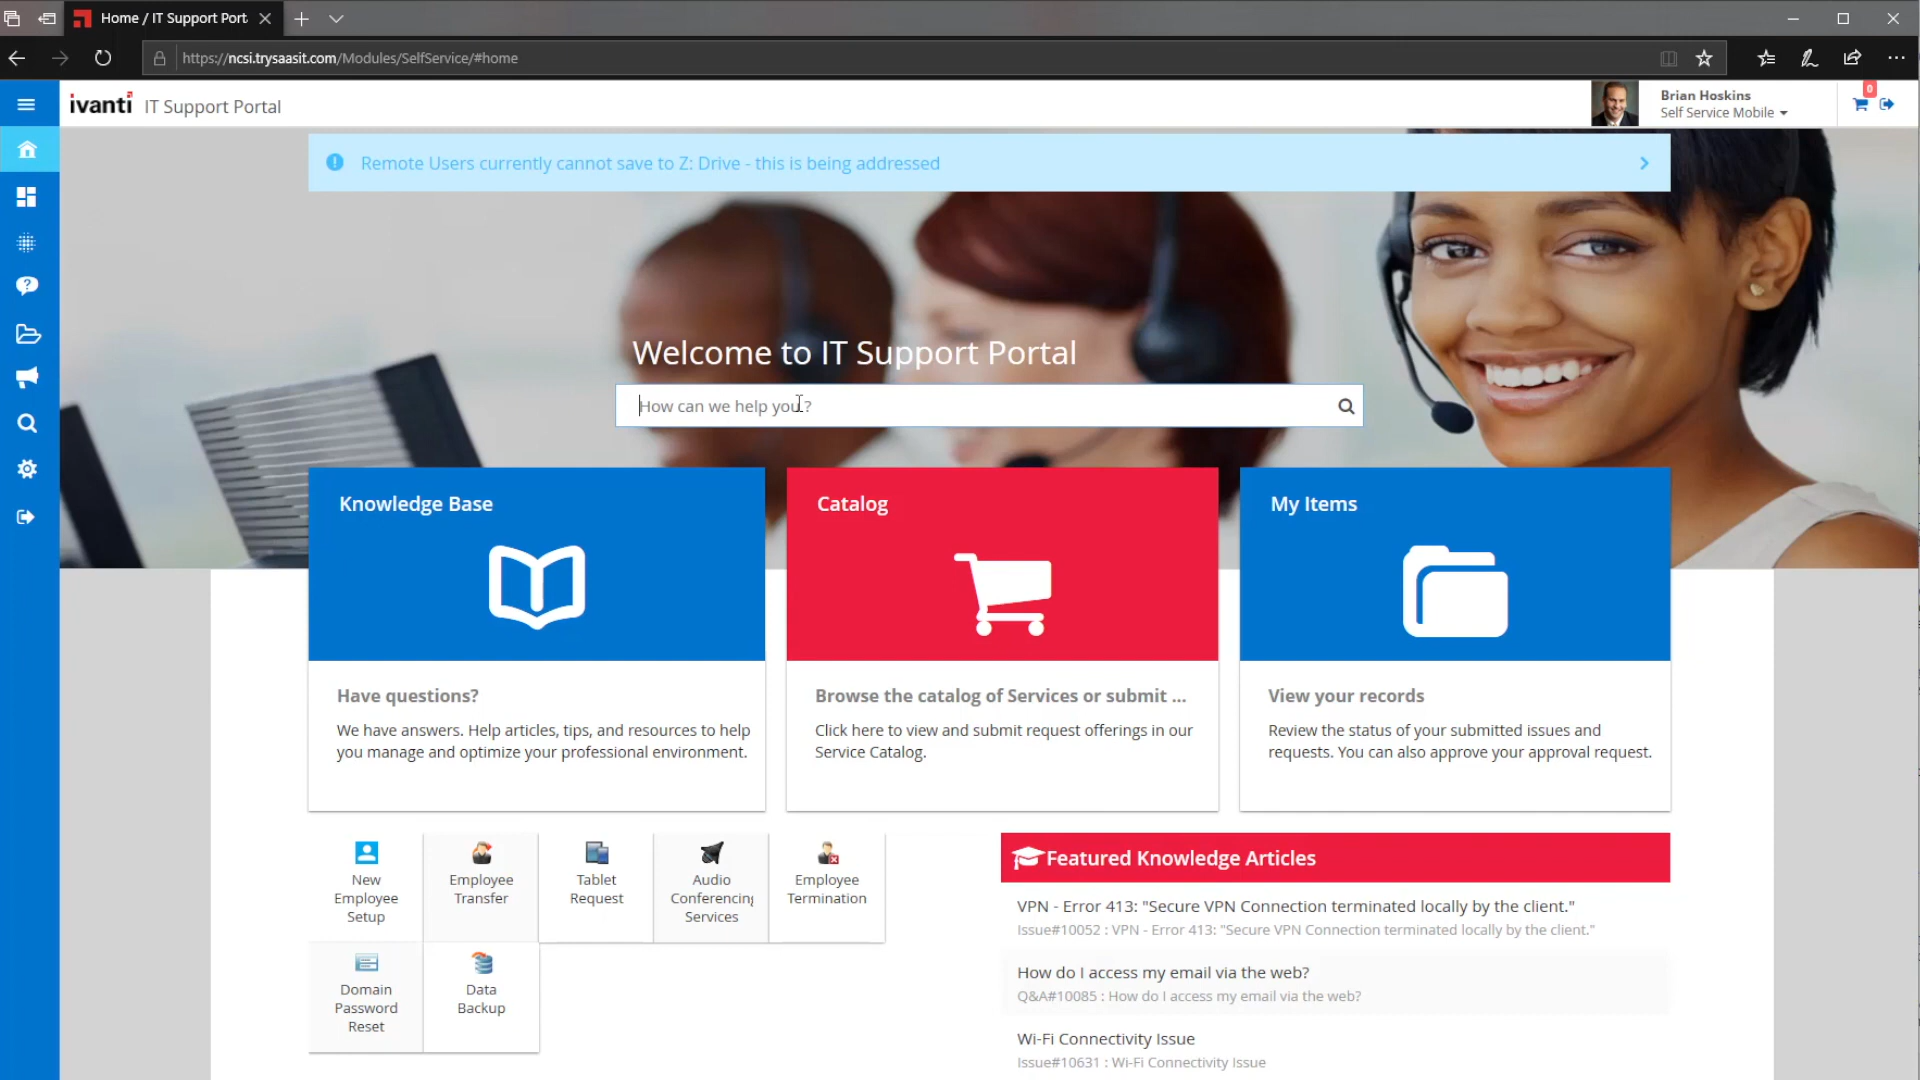 Home / IT Support Port
https://ncsi.trysaasit.com/Modules/SelfService/#home
ivanti IT Support Portal
Brian Hoskins
Self Service Mobile
0
Remote Users currently cannot save to Z: Drive - this is being addressed
Welcome to IT Support Portal
How can we help you?
Knowledge Base
Catalog
My Items
Have questions?
We have answers. Help articles, tips, and resources to help
you manage and optimize your professional environment.
Browse the catalog of Services or submit ...
Click here to view and submit request offerings in our
Service Catalog.
View your records
Review the status of your submitted issues and
requests. You can also approve your approval request.
New
Employee
Setup
Employee
Transfer
Tablet
Request
Audio
Conferencing
Services
Employee
Termination
Domain
Password
Reset
Data
Backup
Featured Knowledge Articles
VPN - Error 413: "Secure VPN Connection terminated locally by the client."
Issue#10052 : VPN - Error 413: "Secure VPN Connection terminated locally by the client."
How do I access my email via the web?
Q&A#10085 : How do I access my email via the web?
Wi-Fi Connectivity Issue
Issue#10631 : Wi-Fi Connectivity Issue